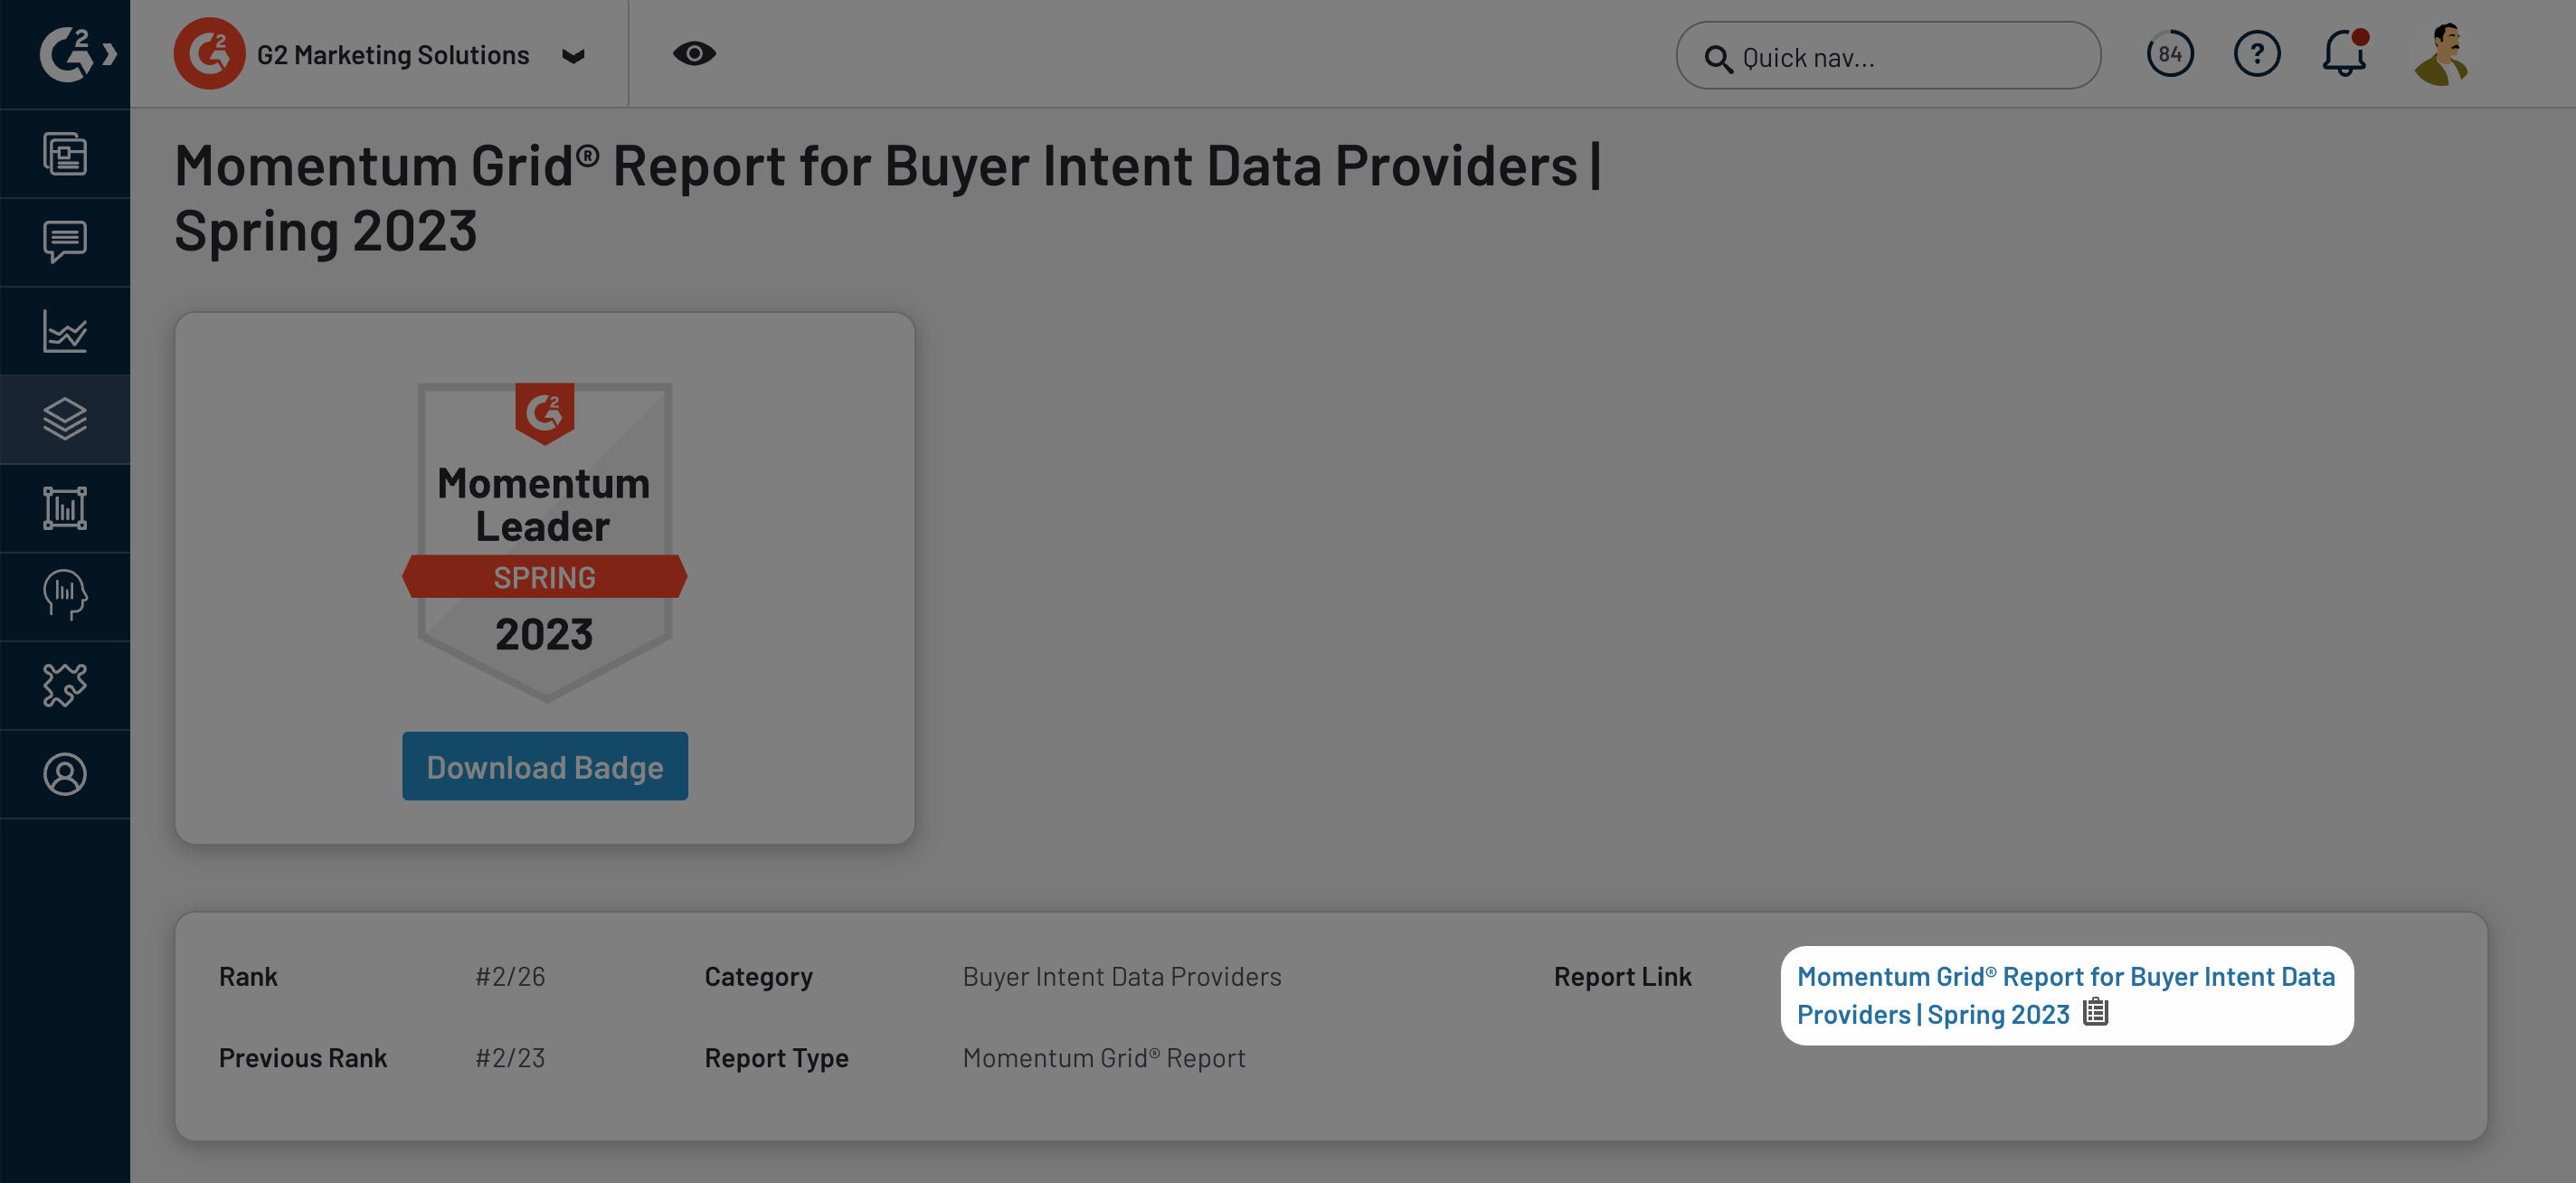 G2
G2 Marketing Solutions
Quick nav...
84
?
Momentum Grid® Report for Buyer Intent Data Providers |
Spring 2023
G2
Momentum
Leader
SPRING
2023
Download Badge
Rank #2/26 Category Buyer Intent Data Providers Report Link Momentum Grid® Report for Buyer Intent Data
Providers | Spring 2023
Previous Rank #2/23 Report Type Momentum Grid® Report